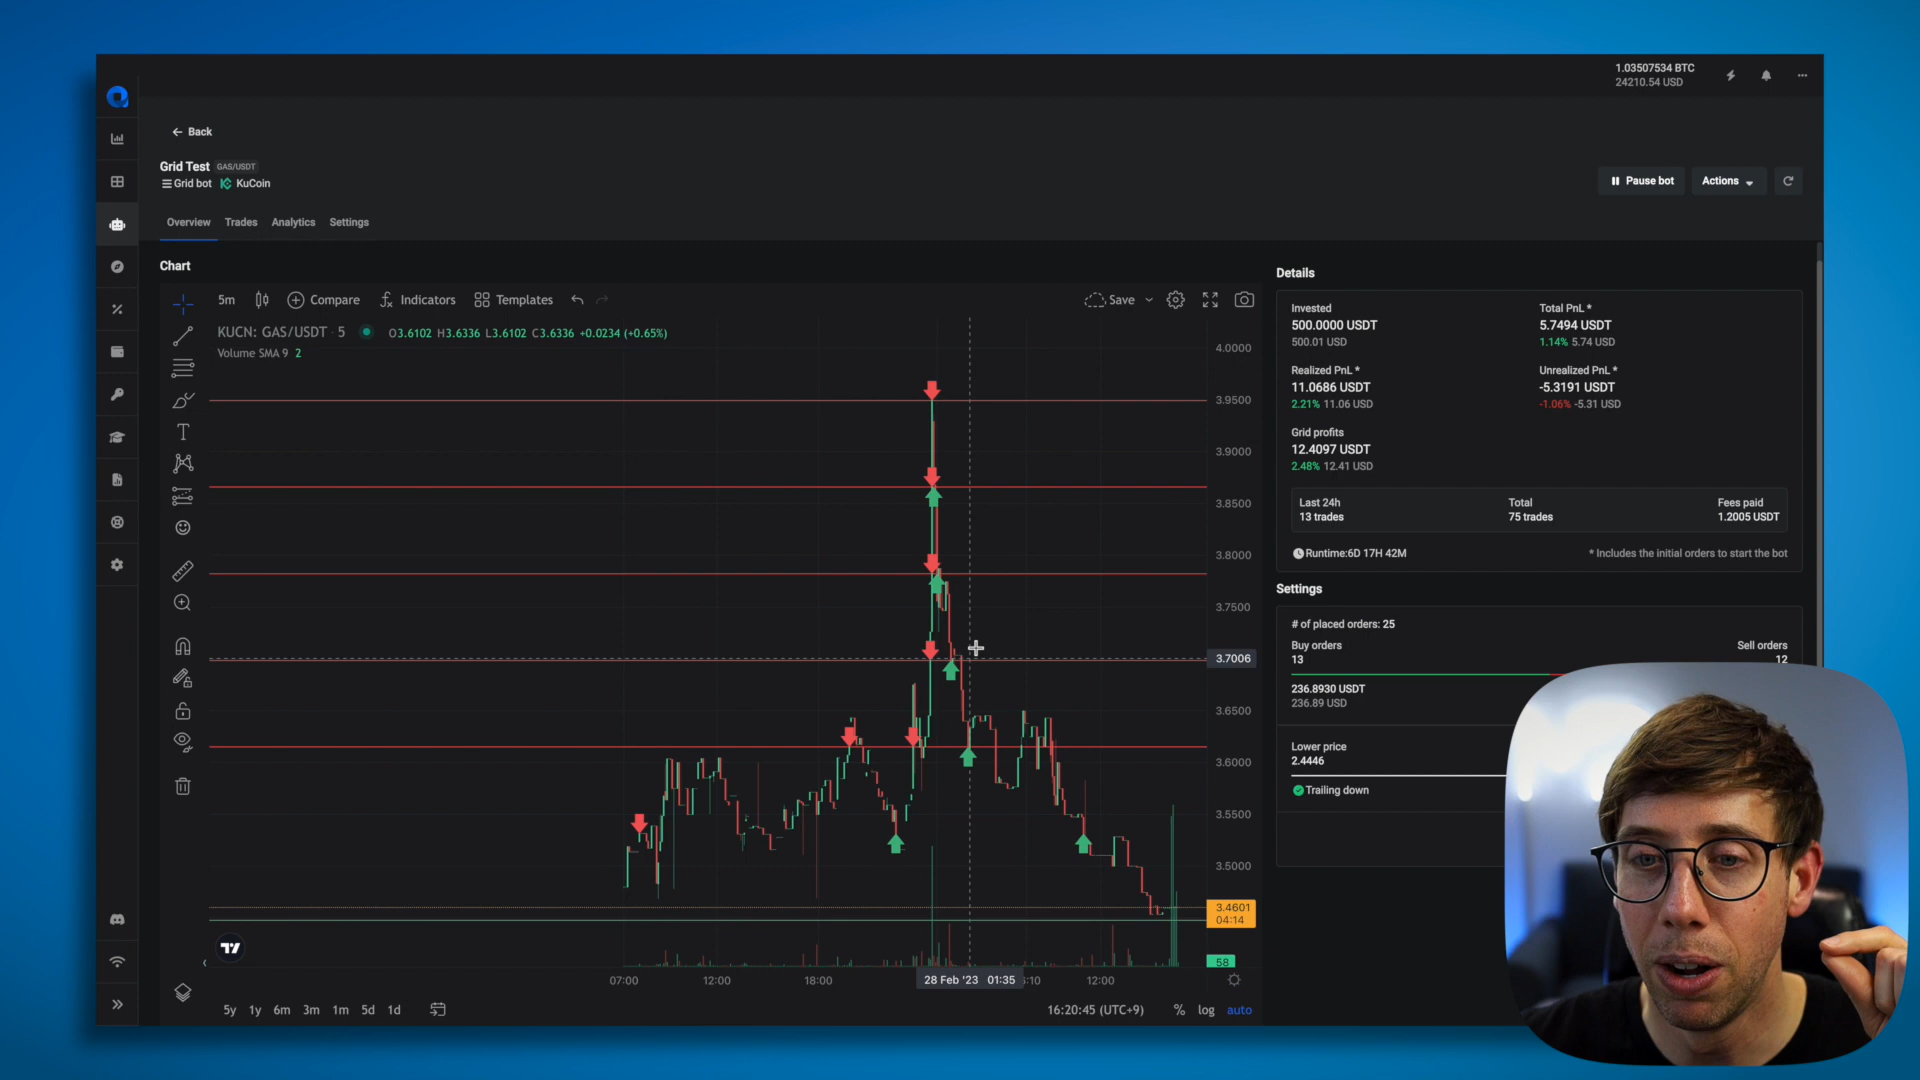 1.03507534 BTC
24210.54 USD
Back
Grid Test GAS/USDT
Grid bot KuCoin
Pause bot
Actions
Overview Trades Analytics Settings
Chart
5m Compare Indicators Templates Save
KUCN: GAS/USDT · 5 O3.6102 H3.6336 L3.6102 C3.6336 +0.0234 (+0.65%)
Volume SMA 9 2
4.0000
3.9500
3.9000
3.8500
3.8000
3.7500
3.7006
3.6500
3.6000
3.5500
3.5000
3.4601
04:14
58
07:00 12:00 18:00 28 Feb '23 01:35 12:00
5y 1y 6m 3m 1m 5d 1d
16:20:45 (UTC+9) % log auto
Details
Invested
500.0000 USDT
500.01 USD
Total PnL *
5.7494 USDT
1.14% 5.74 USD
Realized PnL *
11.0686 USDT
2.21% 11.06 USD
Unrealized PnL *
-5.3191 USDT
-1.06% -5.31 USD
Grid profits
12.4097 USDT
2.48% 12.41 USD
Last 24h
13 trades
Total
75 trades
Fees paid
1.2005 USDT
Runtime:6D 17H 42M
* Includes the initial orders to start the bot
Settings
# of placed orders: 25
Buy orders
13
Sell orders
12
236.8930 USDT
236.89 USD
Lower price
2.4446
Trailing down